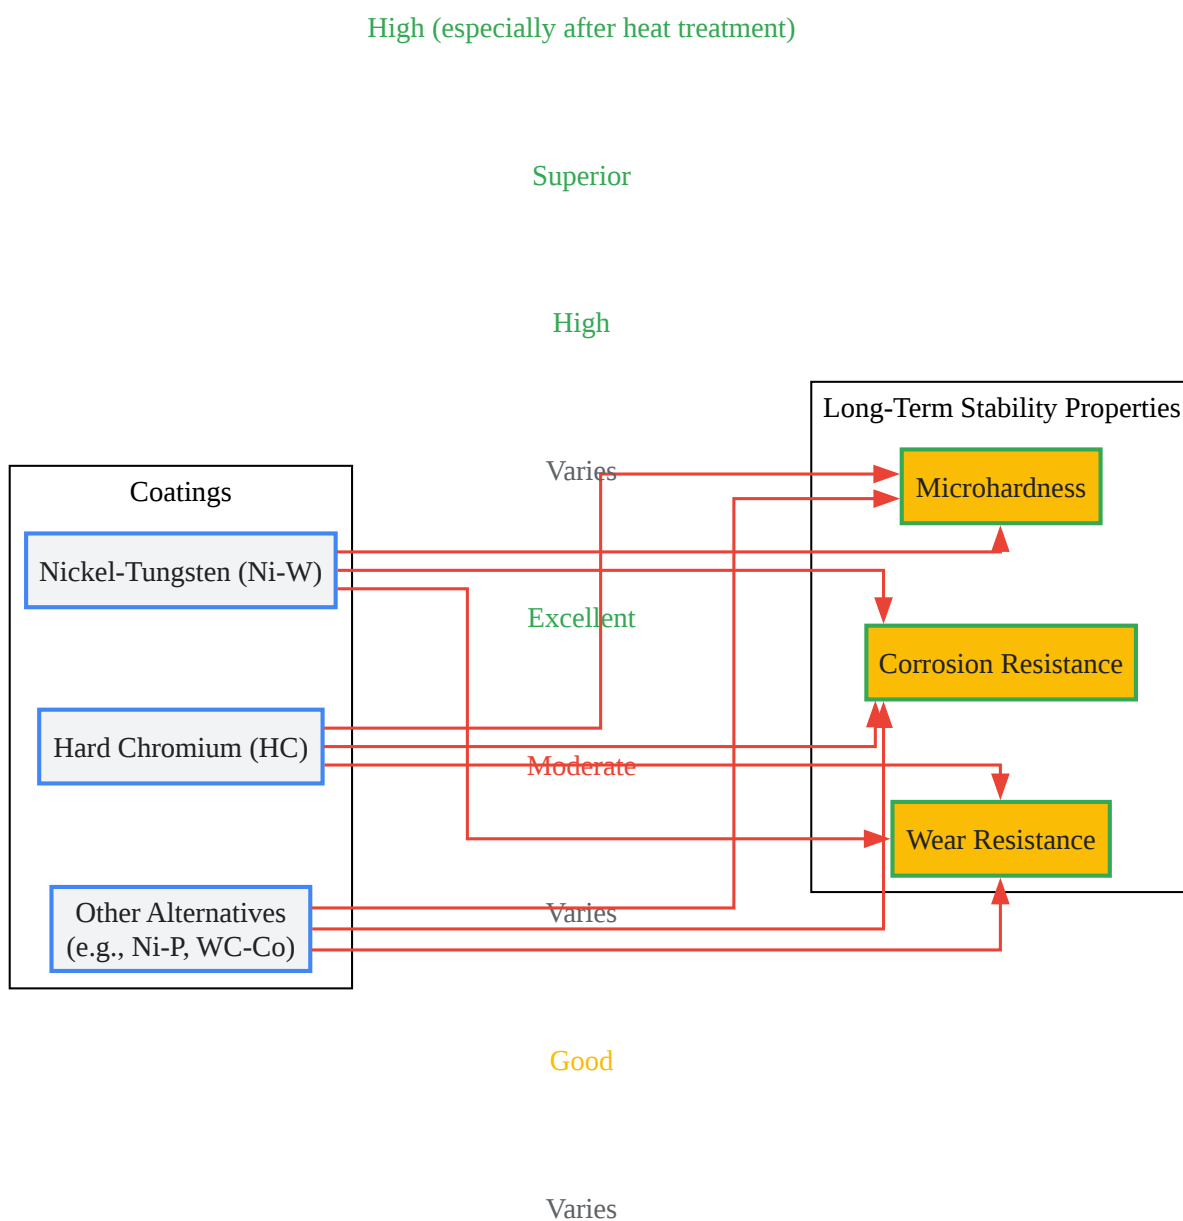 High (especially after heat treatment)
Superior
High
Long-Term Stability Properties
Varies
Microhardness
Coatings
Nickel-Tungsten (Ni-W)
Excellent
Corrosion Resistance
Hard Chromium (HC)
Moderate
Wear Resistance
Other Alternatives
(e.g., Ni-P, WC-Co)
Varies
Good
Varies